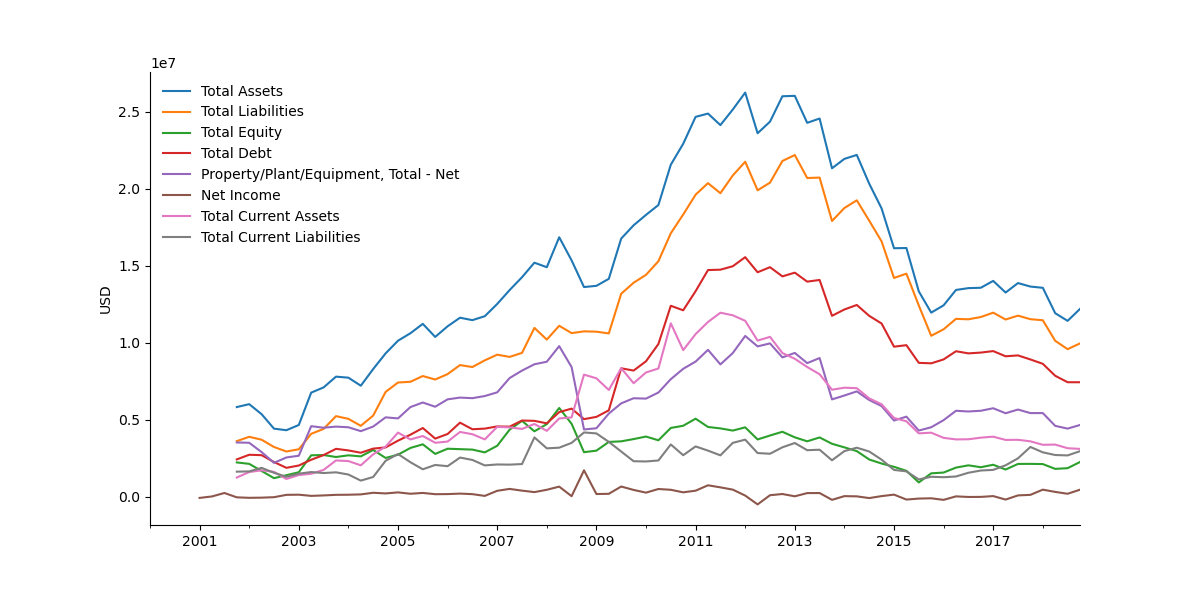 1e7
Total Assets
Total Liabilities
Total Equity
Total Debt
Property/Plant/Equipment, Total - Net
Net Income
Total Current Assets
Total Current Liabilities
USD
2.5
2.0
1.5
1.0
0.5
0.0
2001 2003 2005 2007 2009 2011 2013 2015 2017